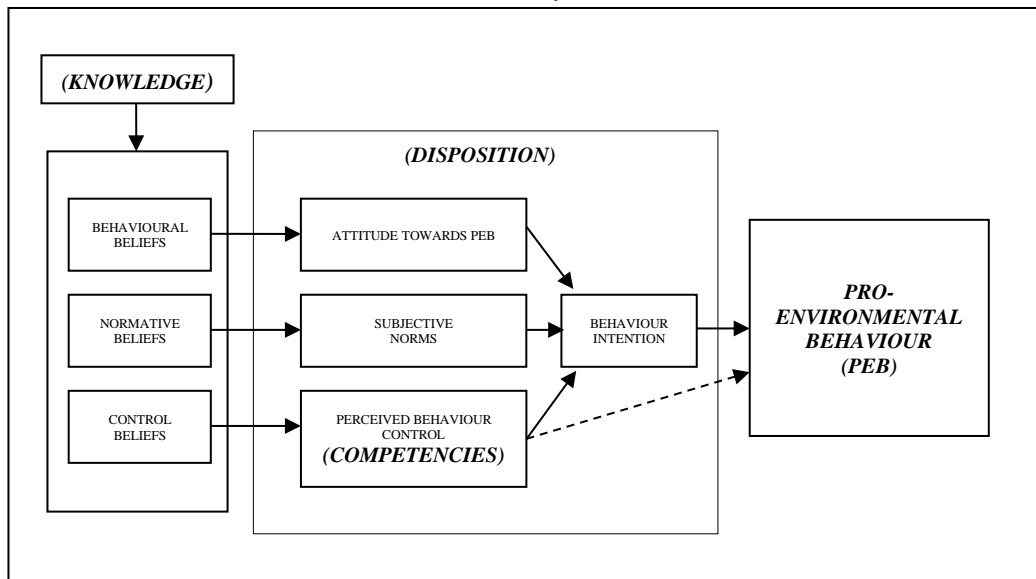 (KNOWLEDGE)
(DISPOSITION)
BEHAVIOURAL
BELIEFS
ATTITUDE TOWARDS PEB
NORMATIVE
BELIEFS
SUBJECTIVE
NORMS
BEHAVIOUR
INTENTION
CONTROL
BELIEFS
PERCEIVED BEHAVIOUR
CONTROL
(COMPETENCIES)
PRO-
ENVIRONMENTAL
BEHAVIOUR
(PEB)